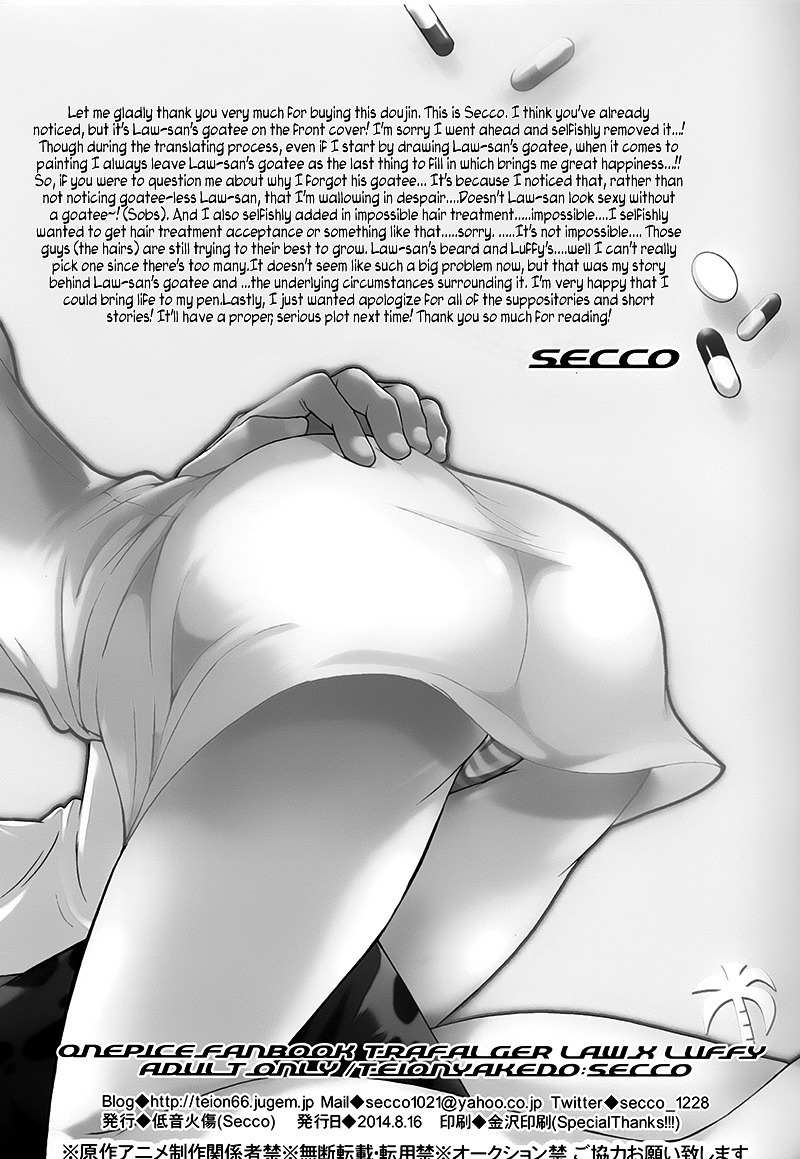 Let me gladly thank you very much for buying this doujin. This is Secco. I think you've already
noticed, but it's Law-san's goatee on the front cover! I'm sorry I went ahead and selfishly removed it...!
Though during the translating process, even if I start by drawing Law-san's goatee, when it comes to
painting I always leave Law-san's goatee as the last thing to fill in which brings me great happiness...!!
So, if you were to question me about why I forgot his goatee... It's because I noticed that, rather than
not noticing goatee-less Law-san, that I'm wallowing in despair....Doesn't Law-san look sexy without
a goatee~! (Sobs). And I also selfishly added in impossible hair treatment.....impossible....I selfishly
wanted to get hair treatment acceptance or something like that.....sorry. .....It's not impossible.... Those
guys (the hairs) are still trying to their best to grow. Law-san's beard and Luffy's....well I can't really
pick one since there's too many.It doesn't seem like such a big problem now, but that was my story
behind Law-san's goatee and ...the underlying circumstances surrounding it. I'm very happy that I
could bring life to my pen.Lastly, I just wanted apologize for all of the suppositories and short
stories! It'll have a proper, serious plot next time! Thank you so much for reading!
SECCO
ONEPICE FANBOOK TRAFALGER LAW X LUFFY
ADULT ONLY /TEIONYAKEDO:SECCO
Blog◆http://teion66.jugem.jp Mail◆secco1021@yahoo.co.jp Twitter◆secco_1228
発行◆低音火傷(Secco) 発行日◆2014.8.16 印刷◆金沢印刷(SpecialThanks!!!)
※原作アニメ制作関係者禁※無断転載・転用禁※オークション禁 ご協力お願い致します